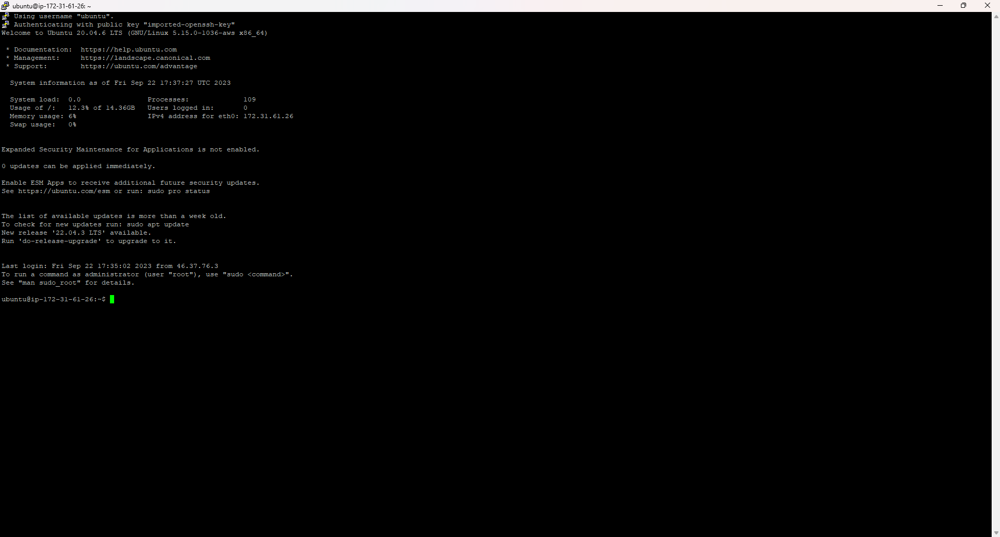 ubuntu@ip-172-31-61-26: ~
Using username "ubuntu".
Authenticating with public key "imported-openssh-key"
Welcome to Ubuntu 20.04.6 LTS (GNU/Linux 5.15.0-1036-aws x86_64)

 * Documentation:  https://help.ubuntu.com
 * Management:     https://landscape.canonical.com
 * Support:        https://ubuntu.com/advantage

  System information as of Fri Sep 22 17:37:27 UTC 2023

  System load:  0.0                Processes:             109
  Usage of /:   12.3% of 14.36GB   Users logged in:       0
  Memory usage: 6%                 IPv4 address for eth0: 172.31.61.26
  Swap usage:   0%

Expanded Security Maintenance for Applications is not enabled.

0 updates can be applied immediately.

Enable ESM Apps to receive additional future security updates.
See https://ubuntu.com/esm or run: sudo pro status

The list of available updates is more than a week old.
To check for new updates run: sudo apt update
New release '22.04.3 LTS' available.
Run 'do-release-upgrade' to upgrade to it.

Last login: Fri Sep 22 17:35:02 2023 from 46.37.76.3
To run a command as administrator (user "root"), use "sudo <command>".
See "man sudo_root" for details.

ubuntu@ip-172-31-61-26:~$